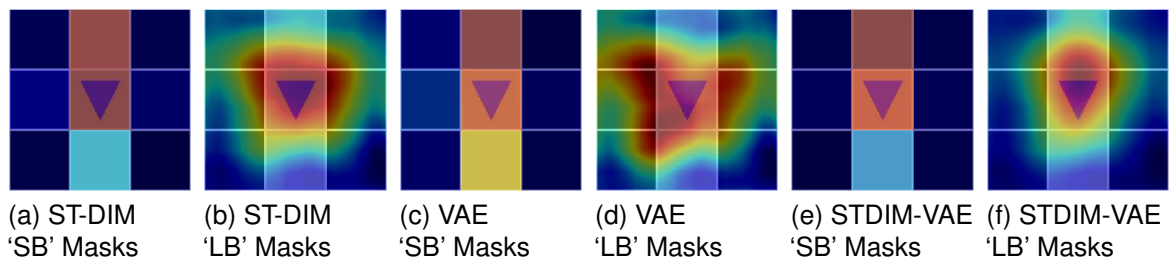 (a) ST-DIM
‘SB’ Masks
(b) ST-DIM
‘LB’ Masks
(c) VAE
‘SB’ Masks
(d) VAE
‘LB’ Masks
(e) STDIM-VAE
‘SB’ Masks
(f) STDIM-VAE
‘LB’ Masks